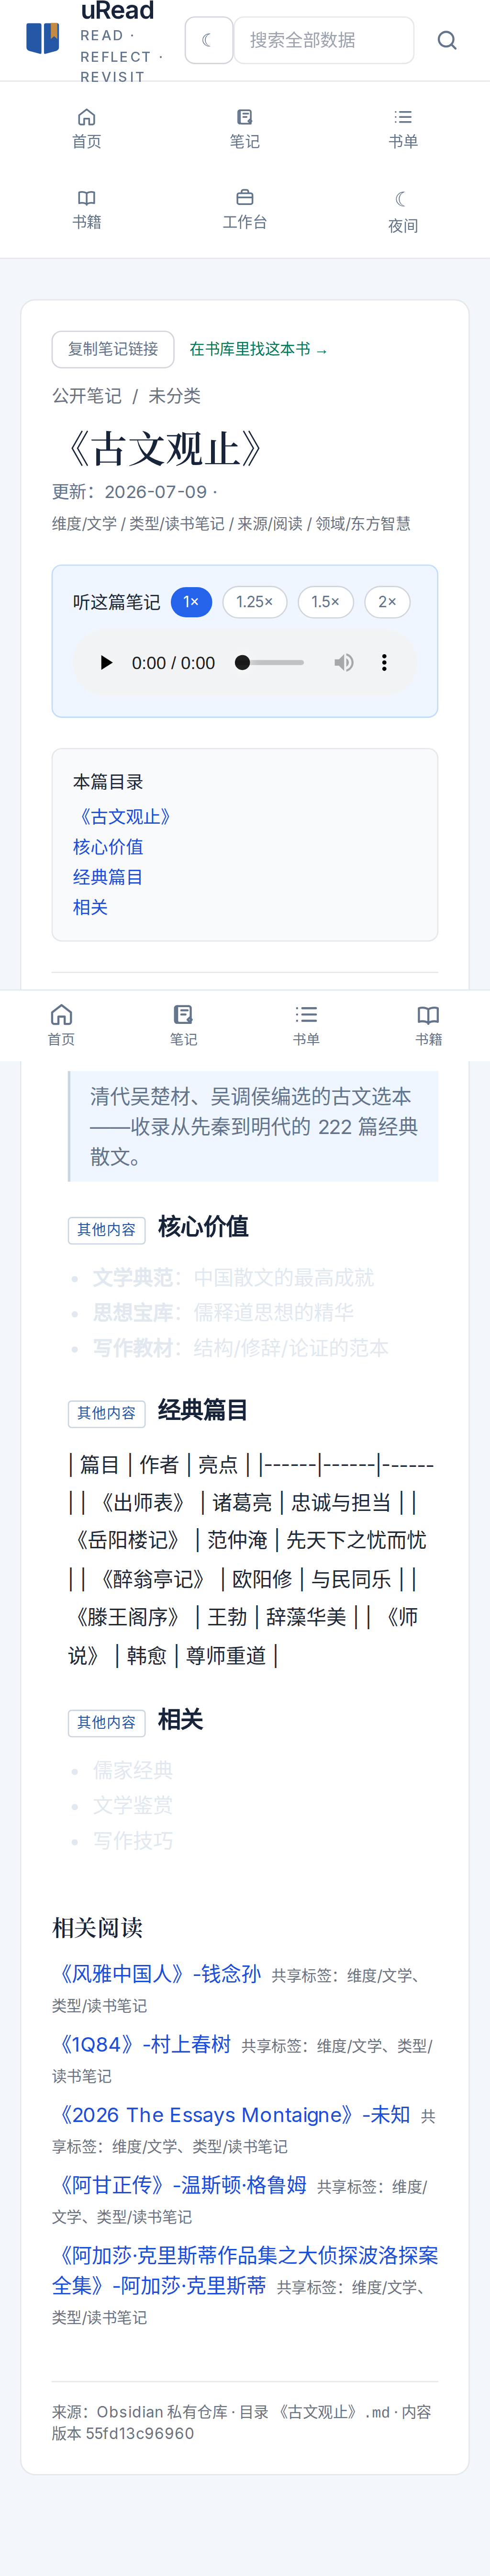 uRead
READ ·
REFLECT ·
REVISIT
搜索全部数据
首页
笔记
书单
书籍
工作台
夜间
复制笔记链接
在书库里找这本书 →
公开笔记 / 未分类
《古文观止》
更新：2026-07-09 ·
维度/文学 / 类型/读书笔记 / 来源/阅读 / 领域/东方智慧
听这篇笔记 1× 1.25× 1.5× 2×
0:00 / 0:00
本篇目录
《古文观止》
核心价值
经典篇目
相关
首页
笔记
书单
书籍
清代吴楚材、吴调侯编选的古文选本
——收录从先秦到明代的 222 篇经典
散文。
其他内容 核心价值
• 文学典范：中国散文的最高成就
• 思想宝库：儒释道思想的精华
• 写作教材：结构/修辞/论证的范本
其他内容 经典篇目
| 篇目 | 作者 | 亮点 | |------|------|------
| | 《出师表》 | 诸葛亮 | 忠诚与担当 | |
《岳阳楼记》 | 范仲淹 | 先天下之忧而忧
| | 《醉翁亭记》 | 欧阳修 | 与民同乐 | |
《滕王阁序》 | 王勃 | 辞藻华美 | | 《师
说》 | 韩愈 | 尊师重道 |
其他内容 相关
• 儒家经典
• 文学鉴赏
• 写作技巧
相关阅读
《风雅中国人》-钱念孙 共享标签：维度/文学、
类型/读书笔记
《1Q84》-村上春树 共享标签：维度/文学、类型/
读书笔记
《2026 The Essays Montaigne》-未知 共
享标签：维度/文学、类型/读书笔记
《阿甘正传》-温斯顿·格鲁姆 共享标签：维度/
文学、类型/读书笔记
《阿加莎·克里斯蒂作品集之大侦探波洛探案
全集》-阿加莎·克里斯蒂 共享标签：维度/文学、
类型/读书笔记
来源：Obsidian 私有仓库 · 目录 《古文观止》.md · 内容
版本 55fd13c96960